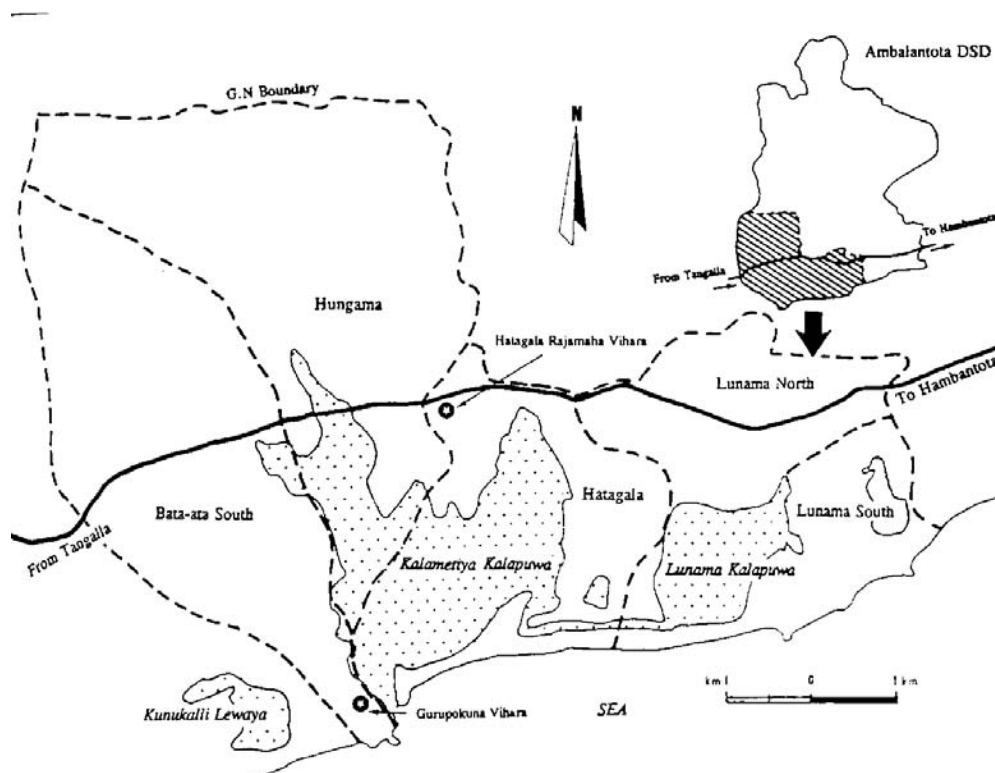 Ambalantota DSD
G.N Boundary
N
To Hambantota
From Tangalla
Hungama
Hatagala Rajamaha Vihara
Lunama North
To Hambantota
Bata-ata South
Hatagala
Lunama South
From Tangalla
Kalametiya Kalapuwa
Lunama Kalapuwa
Kunukalli Lewaya
Gurupokuna Vihara
SEA
km 1 0 1 km